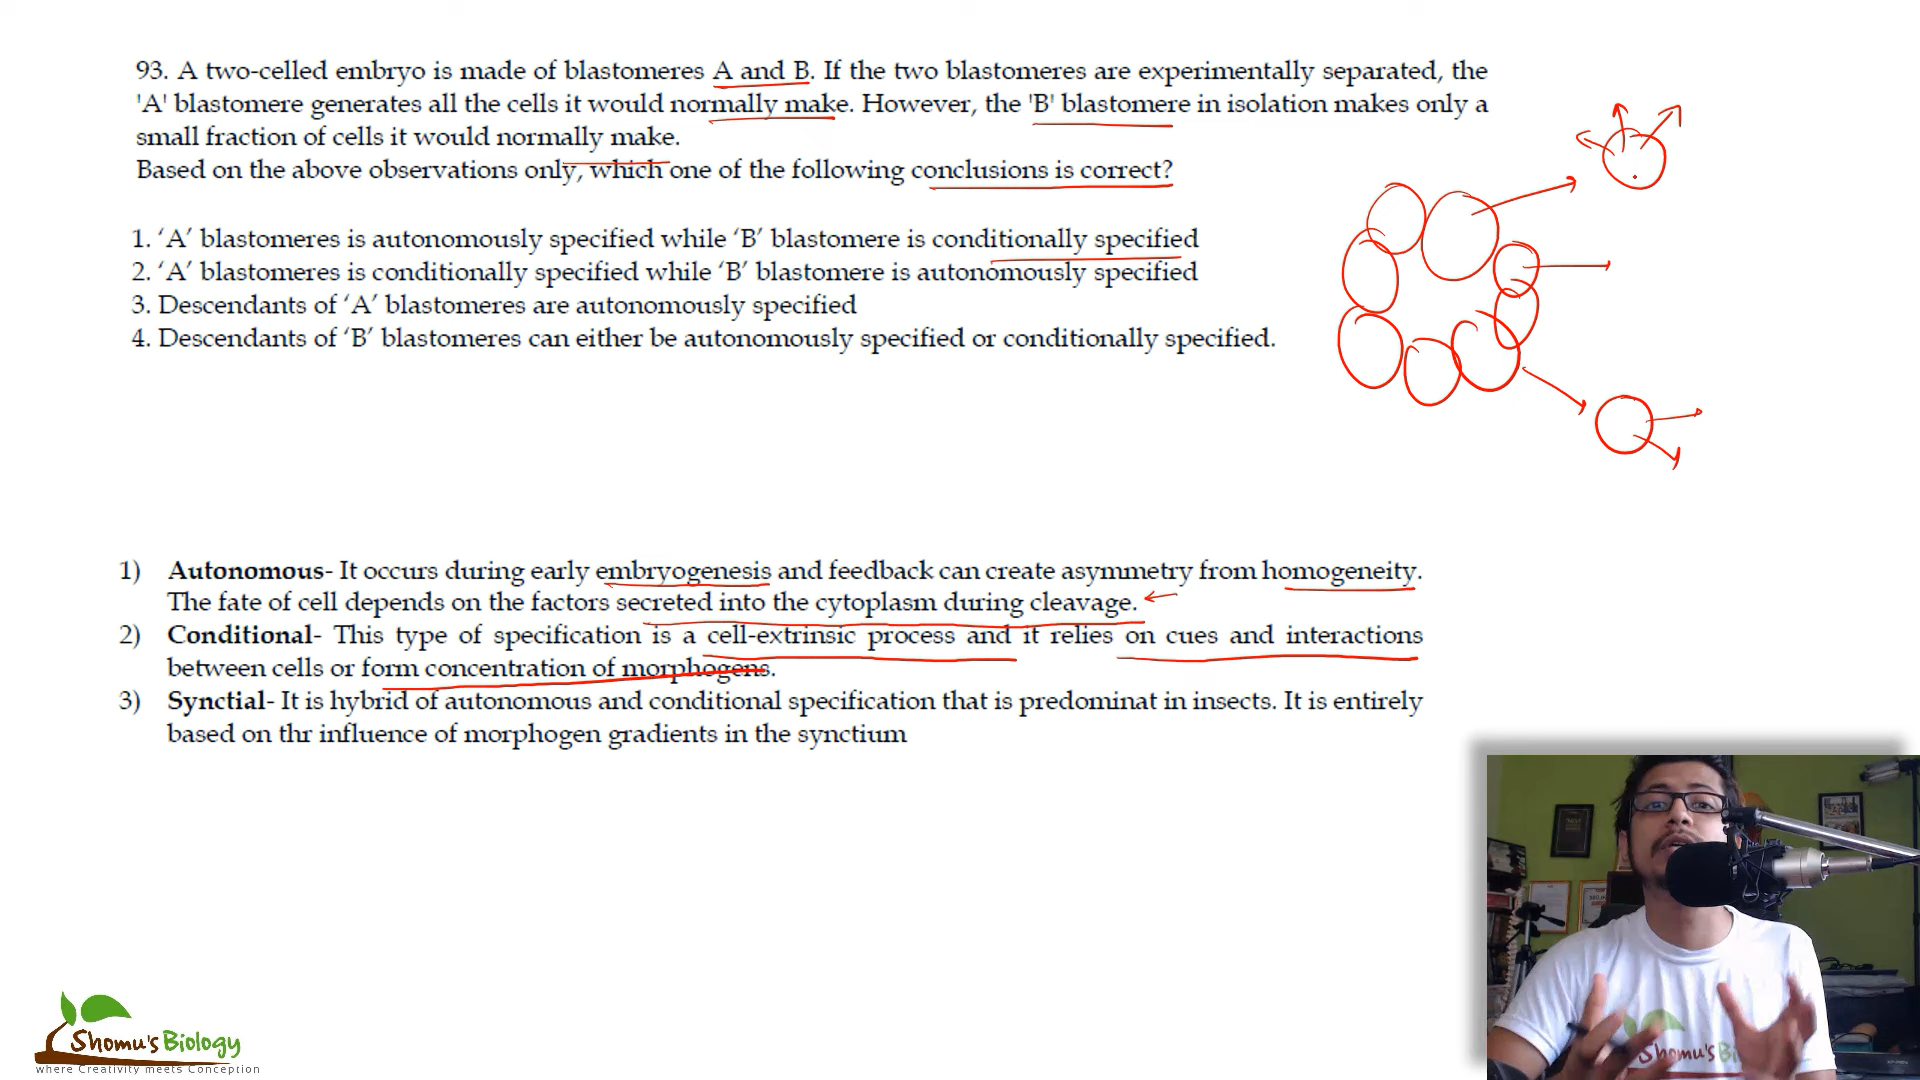 93. A two-celled embryo is made of blastomeres A and B. If the two blastomeres are experimentally separated, the
'A' blastomere generates all the cells it would normally make. However, the 'B' blastomere in isolation makes only a
small fraction of cells it would normally make.
Based on the above observations only, which one of the following conclusions is correct?
1. ‘A’ blastomeres is autonomously specified while ‘B’ blastomere is conditionally specified
2. ‘A’ blastomeres is conditionally specified while ‘B’ blastomere is autonomously specified
3. Descendants of ‘A’ blastomeres are autonomously specified
4. Descendants of ‘B’ blastomeres can either be autonomously specified or conditionally specified.
1) Autonomous- It occurs during early embryogenesis and feedback can create asymmetry from homogeneity.
The fate of cell depends on the factors secreted into the cytoplasm during cleavage.
2) Conditional- This type of specification is a cell-extrinsic process and it relies on cues and interactions
between cells or form concentration of morphogens.
3) Synctial- It is hybrid of autonomous and conditional specification that is predominat in insects. It is entirely
based on thr influence of morphogen gradients in the synctium
Shomu's Biology
where Creativity meets Conception
Shomu's Bi